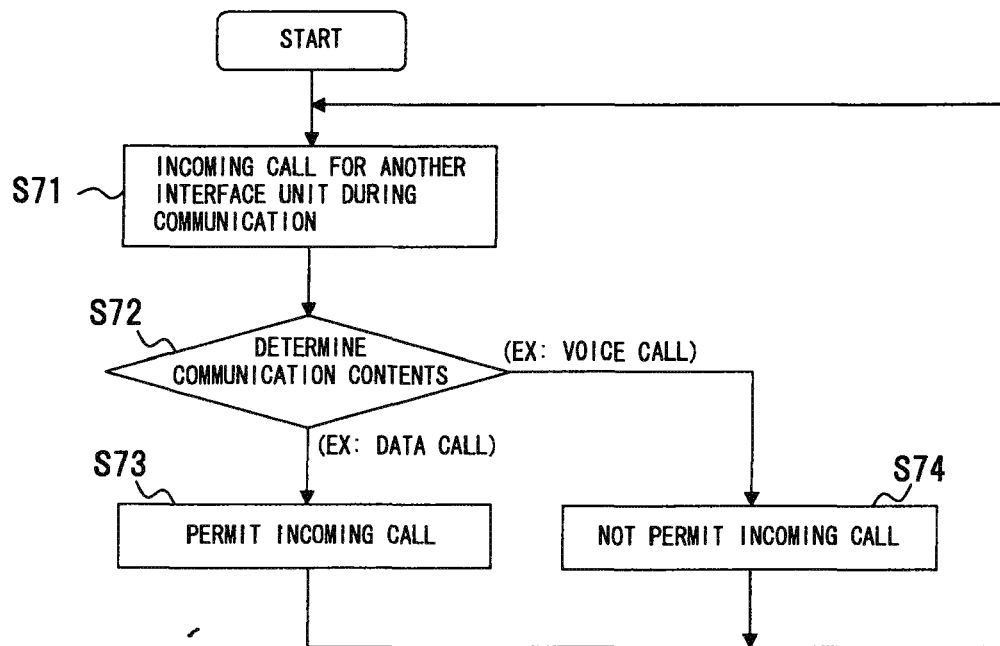 START
S71
INCOMING CALL FOR ANOTHER
INTERFACE UNIT DURING
COMMUNICATION
S72
DETERMINE
COMMUNICATION CONTENTS
(EX: VOICE CALL)
(EX: DATA CALL)
S73
PERMIT INCOMING CALL
S74
NOT PERMIT INCOMING CALL